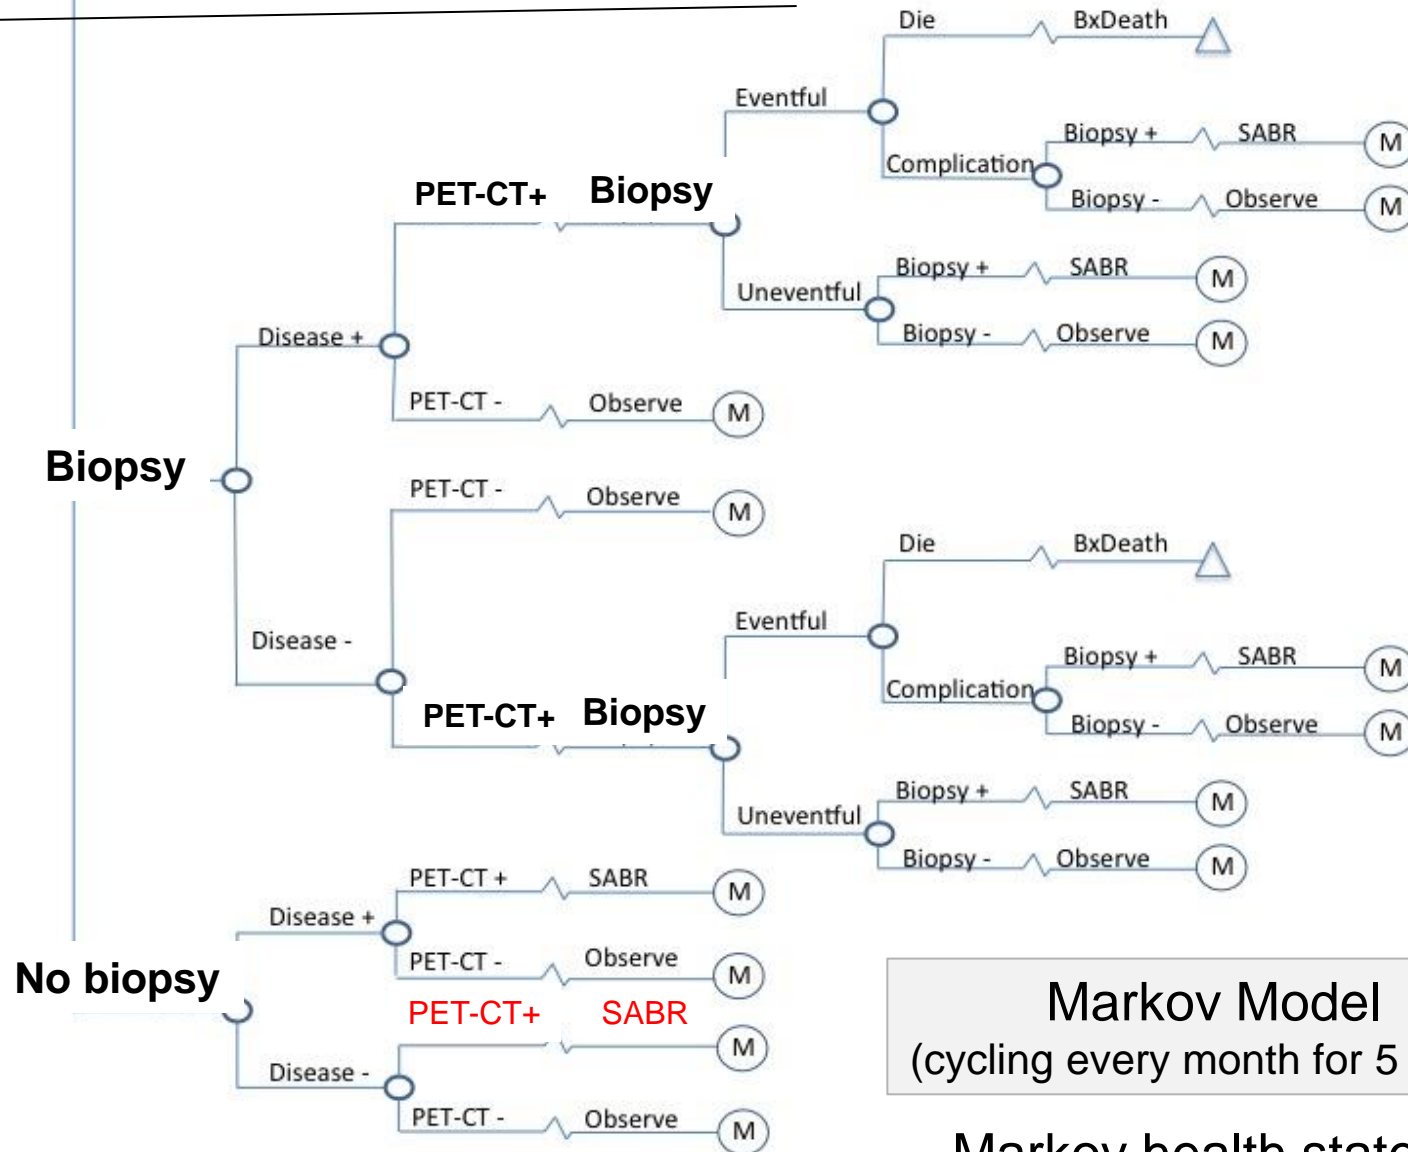 Die BxDeath
Eventful
Biopsy + SABR M
Complication
Biopsy - Observe M
PET-CT+ Biopsy
Biopsy + SABR M
Uneventful
Biopsy - Observe M
Disease +
PET-CT - Observe M
Biopsy
PET-CT - Observe M
Die BxDeath
Eventful
Disease -
Biopsy + SABR M
Complication
PET-CT+ Biopsy
Biopsy - Observe M
Biopsy + SABR M
Uneventful
Biopsy - Observe M
PET-CT + SABR M
Disease +
PET-CT - Observe M
No biopsy
PET-CT+ SABR M
Disease -
PET-CT - Observe M
Markov Model
(cycling every month for 5
Markov health state